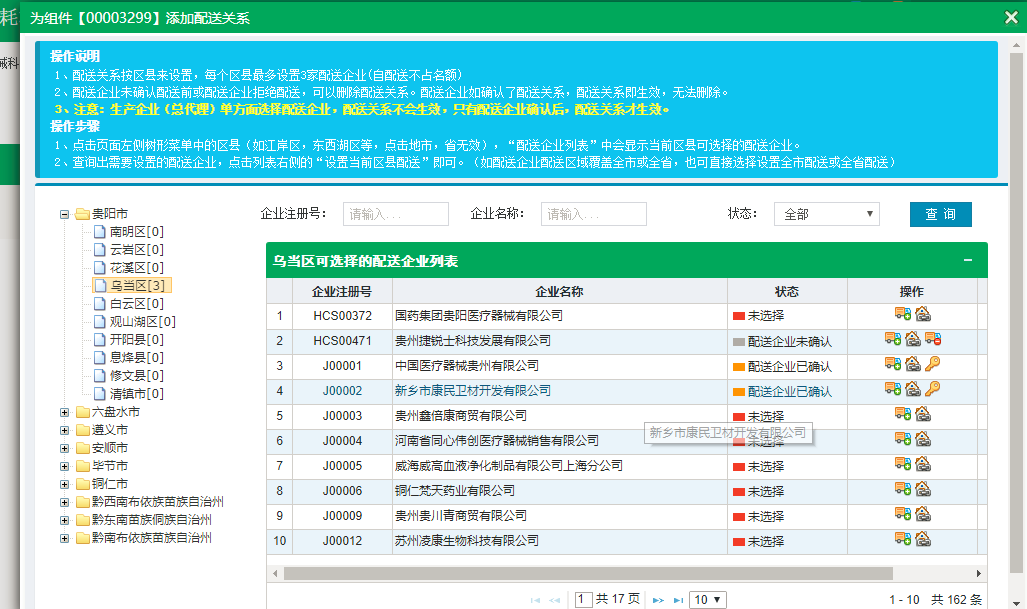 耗
械科
为组件【00003299】添加配送关系
操作说明
1、配送关系按区县来设置，每个区县最多设置3家配送企业(自配送不占名额)
2、配送企业未确认配送前或配送企业拒绝配送，可以删除配送关系。配送企业如确认了配送关系，配送关系即生效，无法删除。
3、注意：生产企业（总代理）单方面选择配送企业，配送关系不会生效，只有配送企业确认后，配送关系才生效。
操作步骤
1、点击页面左侧树形菜单中的区县（如江岸区，东西湖区等，点击地市，省无效），“配送企业列表”中会显示当前区县可选择的配送企业。
2、查询出需要设置的配送企业，点击列表右侧的“设置当前区县配送”即可。（如配送企业配送区域覆盖全市或全省，也可直接选择设置全市配送或全省配送）
贵阳市
南明区[0]
云岩区[0]
花溪区[0]
乌当区[3]
白云区[0]
观山湖区[0]
开阳县[0]
息烽县[0]
修文县[0]
清镇市[0]
六盘水市
遵义市
安顺市
毕节市
铜仁市
黔西南布依族苗族自治州
黔东南苗族侗族自治州
黔南布依族苗族自治州
企业注册号： 请输入... 企业名称： 请输入... 状态： 全部 查 询
乌当区可选择的配送企业列表
企业注册号 企业名称 状态 操作
1 HCS00372 国药集团贵阳医疗器械有限公司 未选择
2 HCS00471 贵州捷锐士科技发展有限公司 配送企业未确认
3 J00001 中国医疗器械贵州有限公司 配送企业已确认
4 J00002 新乡市康民卫材开发有限公司 配送企业已确认
5 J00003 贵州鑫倍康商贸有限公司 未选择
新乡市康民卫材开发有限公司
6 J00004 河南省同心伟创医疗器械销售有限公司 未选择
7 J00005 威海威高血液净化制品有限公司上海分公司 未选择
8 J00006 铜仁梵天药业有限公司 未选择
9 J00009 贵州贵川青商贸有限公司 未选择
10 J00012 苏州凌康生物科技有限公司 未选择
1 共 17 页 10 1 - 10 共 162 条